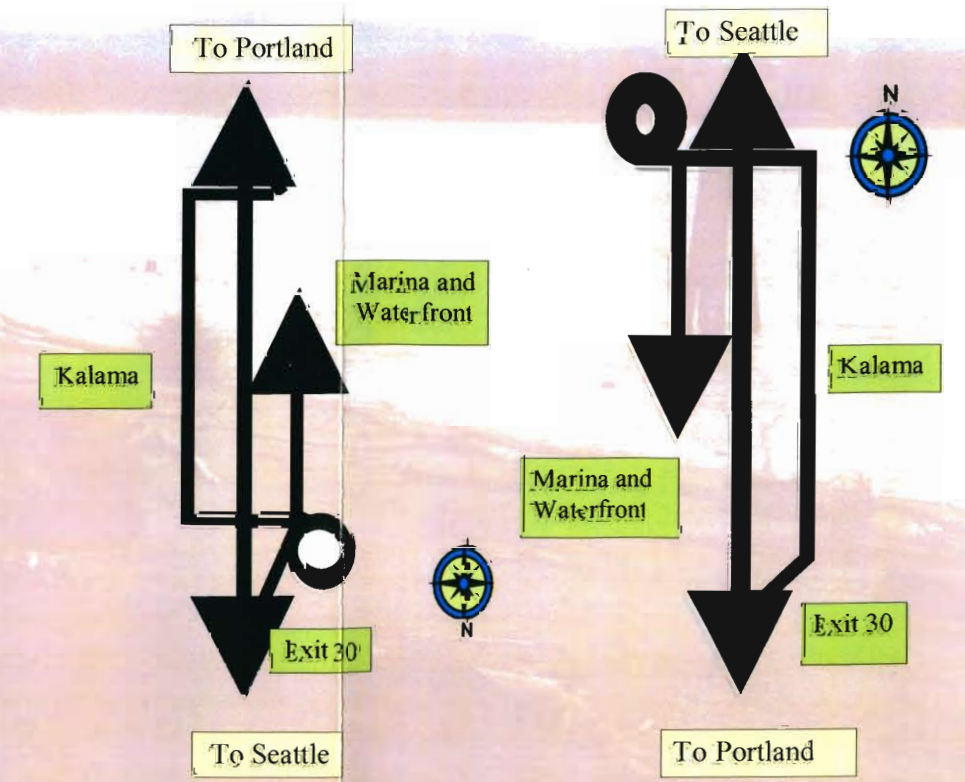 To Portland
Marina and
Waterfront
Kalama
Exit 30
N
To Seattle
To Seattle
N
Kalama
Marina and
Waterfront
Exit 30
To Portland